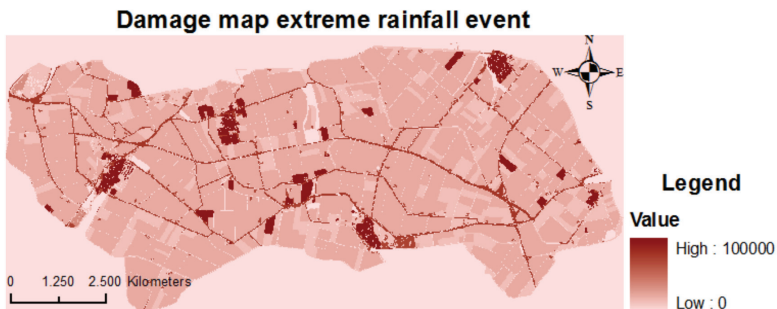 Damage map extreme rainfall event
N
W E
S
Legend
Value
High : 100000
Low : 0
0 1.250 2.500 Kilometers